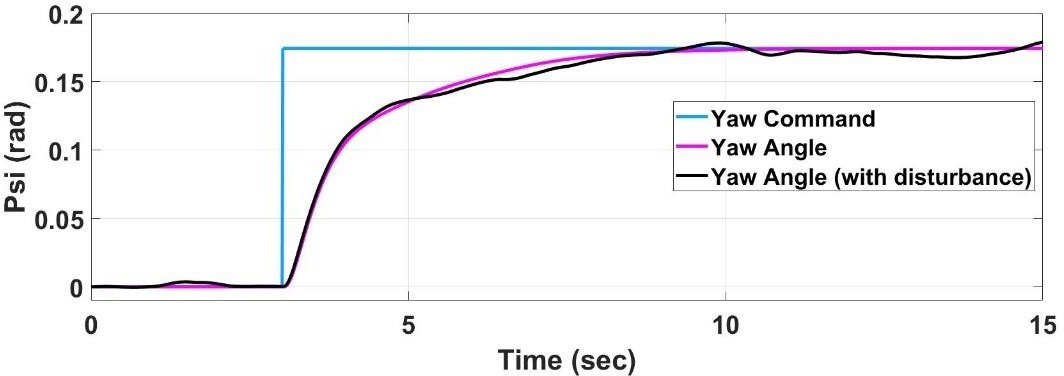 0.2
0.15
0.1
0.05
0
Psi (rad)
Yaw Command
Yaw Angle
Yaw Angle (with disturbance)
0 5 10 15
Time (sec)